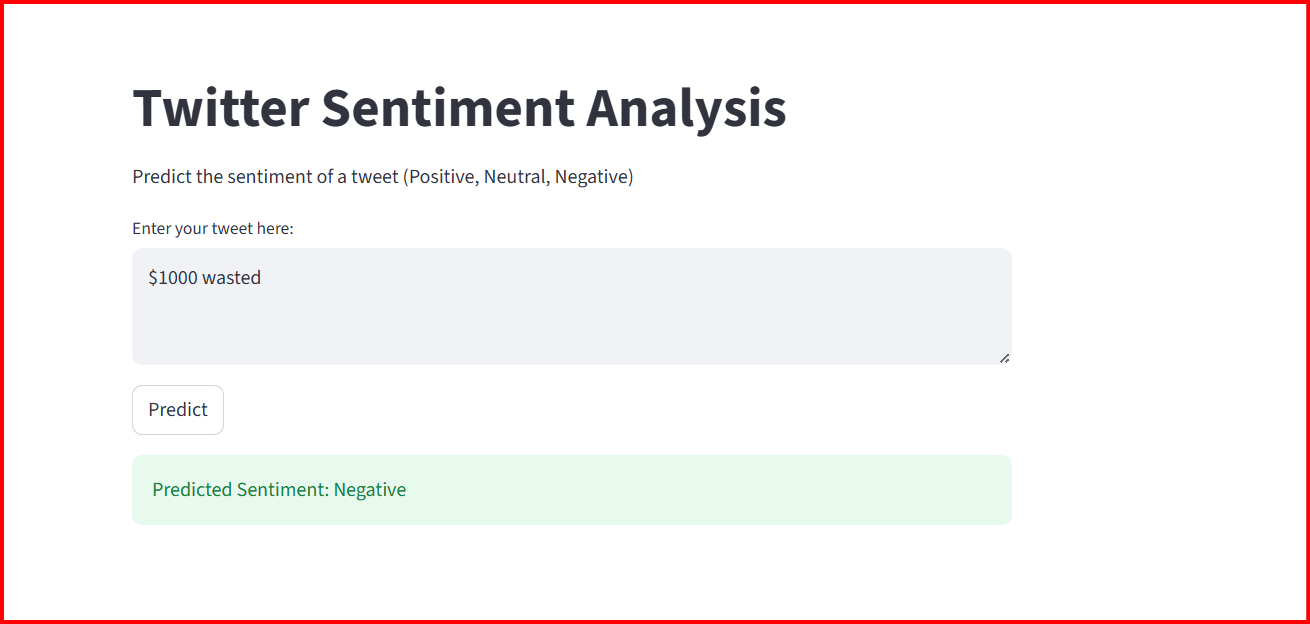 Twitter Sentiment Analysis
Predict the sentiment of a tweet (Positive, Neutral, Negative)
Enter your tweet here:
$1000 wasted
Predict
Predicted Sentiment: Negative